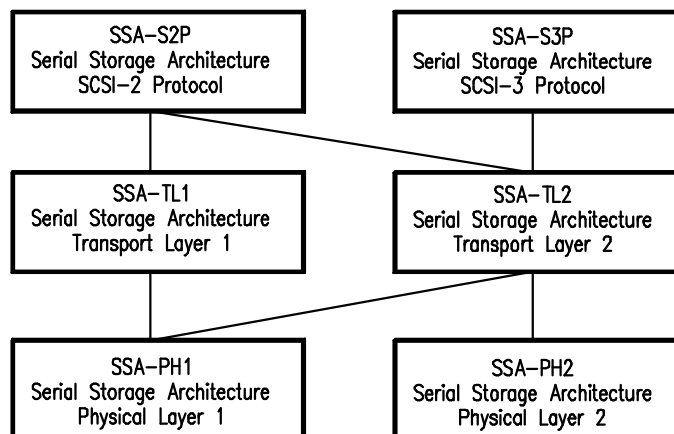 SSA-S2P
Serial Storage Architecture
SCSI-2 Protocol
SSA-S3P
Serial Storage Architecture
SCSI-3 Protocol
SSA-TL1
Serial Storage Architecture
Transport Layer 1
SSA-TL2
Serial Storage Architecture
Transport Layer 2
SSA-PH1
Serial Storage Architecture
Physical Layer 1
SSA-PH2
Serial Storage Architecture
Physical Layer 2